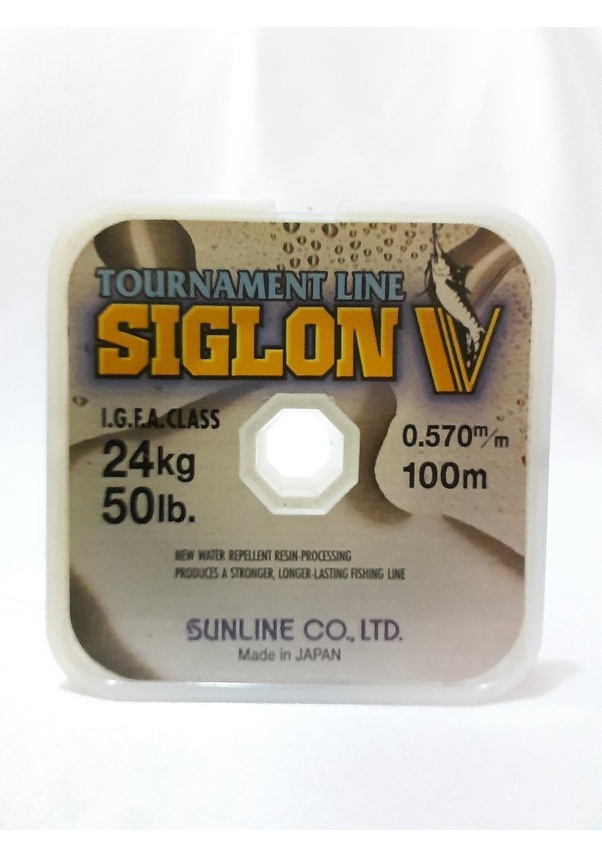 TOURNAMENT LINE
SIGLON V
I.G.F.A. CLASS
24kg
50lb.
0.570m/m
100m
NEW WATER REPELLENT RESIN-PROCESSING
PRODUCES A STRONGER, LONGER-LASTING FISHING LINE
SUNLINE CO., LTD.
Made in JAPAN